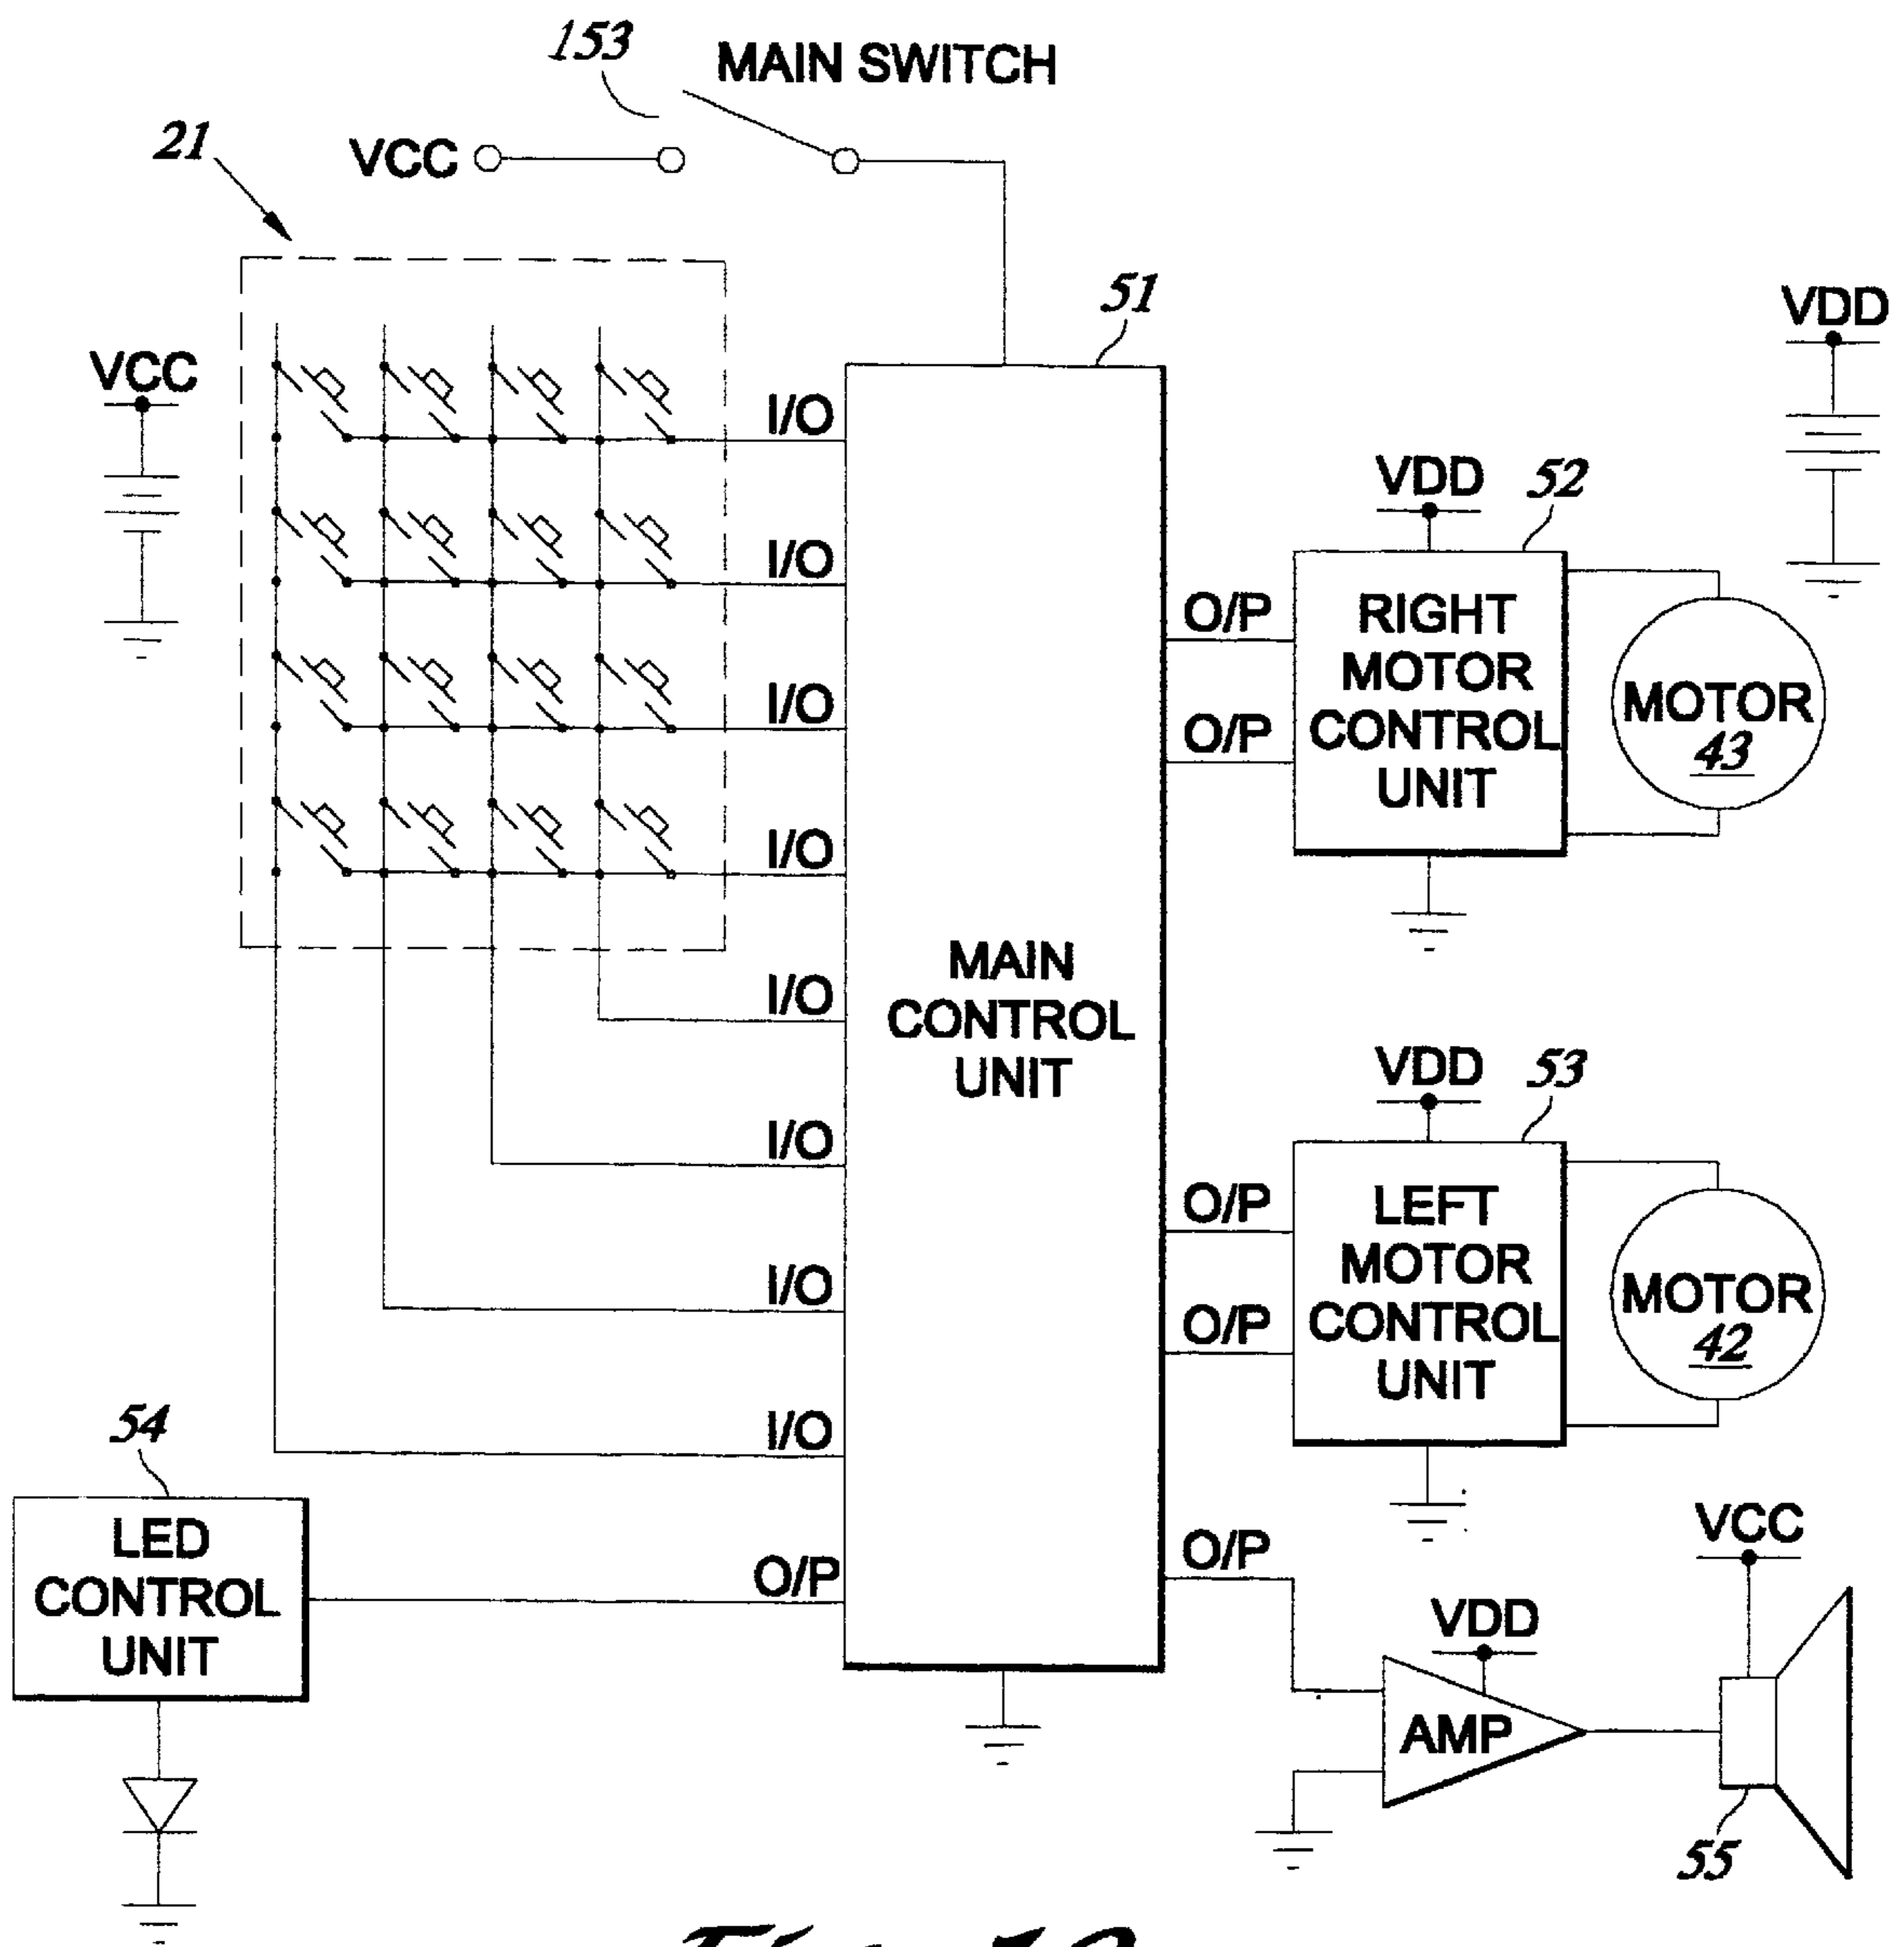 153
MAIN SWITCH
21
VCC
51
VDD
VCC
I/O
VDD
52
I/O
O/P
RIGHT
MOTOR
CONTROL
UNIT
MOTOR
43
I/O
O/P
I/O
MAIN
CONTROL
UNIT
I/O
VDD
53
I/O
O/P
LEFT
MOTOR
CONTROL
UNIT
MOTOR
42
I/O
O/P
54
I/O
LED
CONTROL
UNIT
O/P
O/P
VCC
VDD
AMP
55